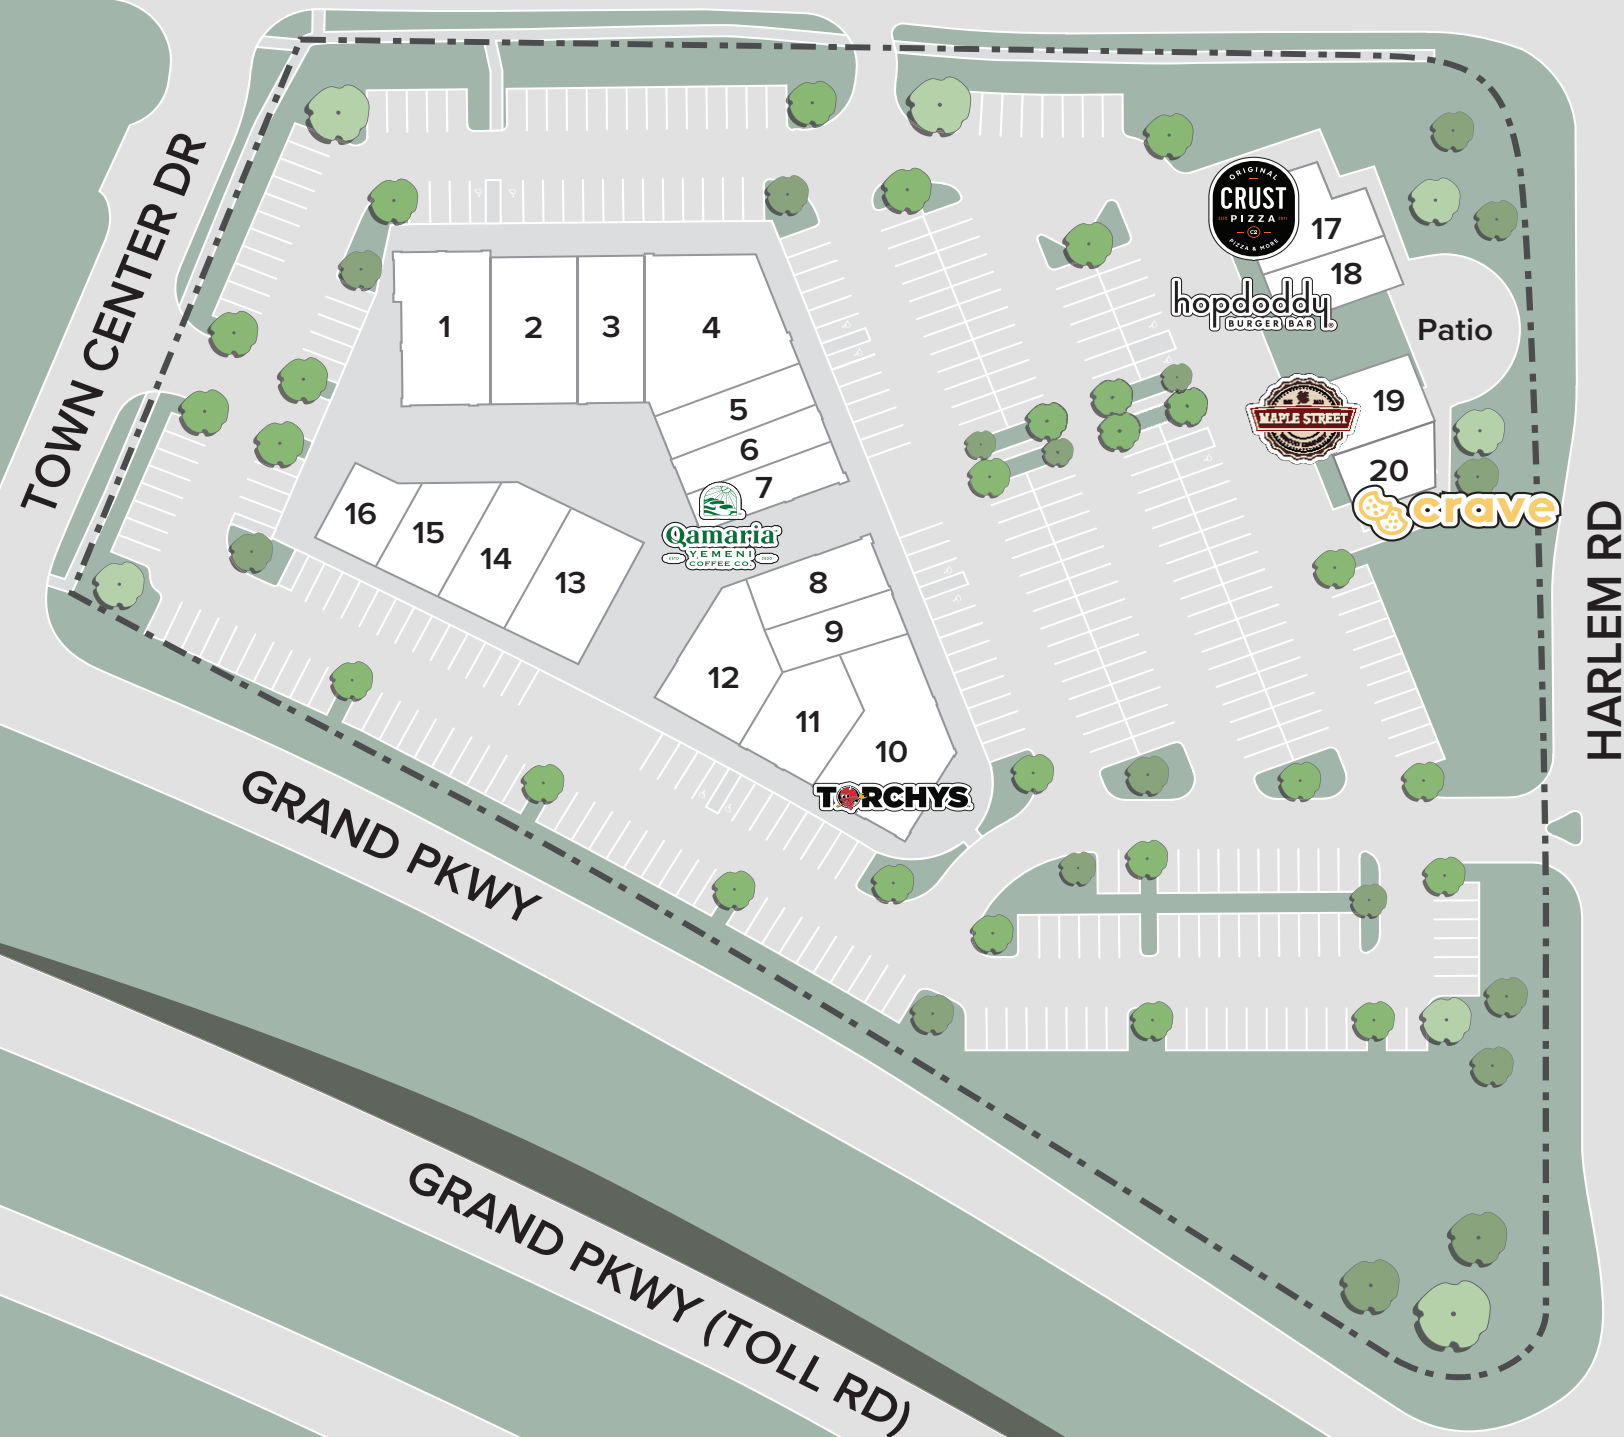 TOWN CENTER DR
ORIGINAL
CRUST
PIZZA
C2
PIZZA & MORE
17
18
hopdoddy
BURGER BAR
Patio
1
2
3
4
5
6
7
MAPLE STREET
19
20
crave
16
15
14
13
Qamaria
YEMENI
COFFEE CO.
8
9
12
11
10
TORCHYS
HARLEM RD
GRAND PKWY
GRAND PKWY (TOLL RD)